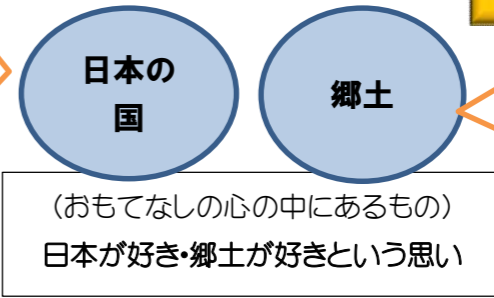 日本の
国
郷土
(おもてなしの心の中にあるもの)
日本が好き・郷土が好きという思い